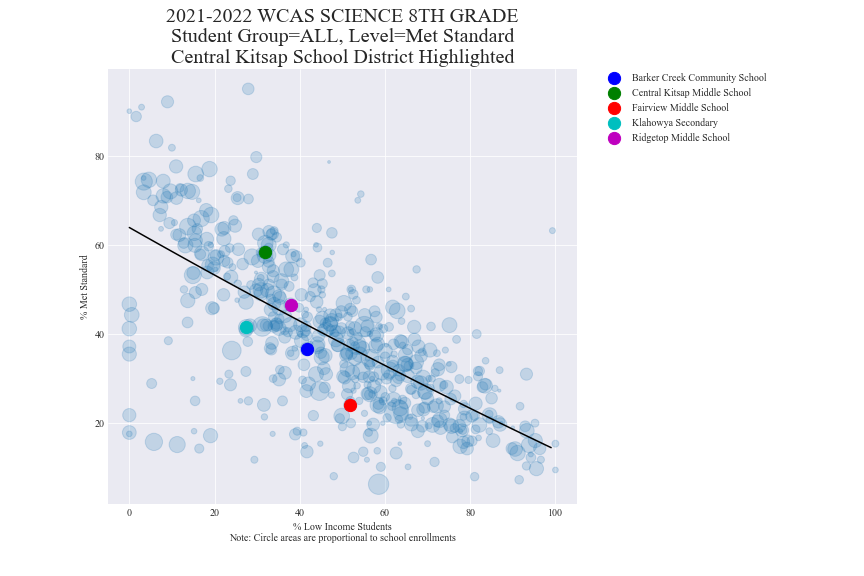 2021-2022 WCAS SCIENCE 8TH GRADE
Student Group=ALL, Level=Met Standard
Central Kitsap School District Highlighted
Barker Creek Community School
Central Kitsap Middle School
Fairview Middle School
Klahowya Secondary
Ridgetop Middle School
% Met Standard
80
60
40
20
0 20 40 60 80 100
% Low Income Students
Note: Circle areas are proportional to school enrollments